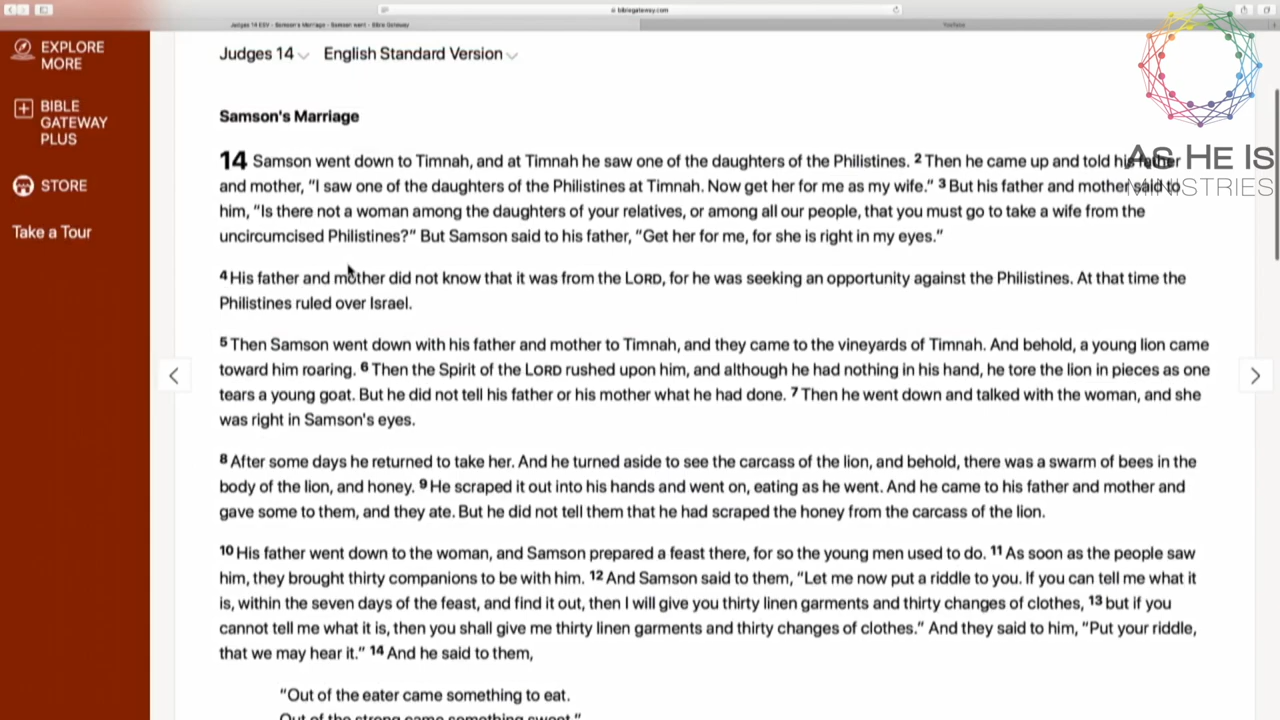 biblegateway.com
Judges 14 ESV - Samson's Marriage - Samson went - Bible Gateway
YouTube
EXPLORE
MORE
BIBLE
GATEWAY
PLUS
STORE
Take a Tour
AS HE IS
MINISTRIES
Judges 14 English Standard Version
Samson's Marriage
14 Samson went down to Timnah, and at Timnah he saw one of the daughters of the Philistines. 2 Then he came up and told his father
and mother, “I saw one of the daughters of the Philistines at Timnah. Now get her for me as my wife.” 3 But his father and mother said to
him, “Is there not a woman among the daughters of your relatives, or among all our people, that you must go to take a wife from the
uncircumcised Philistines?” But Samson said to his father, “Get her for me, for she is right in my eyes.”
4 His father and mother did not know that it was from the LORD, for he was seeking an opportunity against the Philistines. At that time the
Philistines ruled over Israel.
5 Then Samson went down with his father and mother to Timnah, and they came to the vineyards of Timnah. And behold, a young lion came
toward him roaring. 6 Then the Spirit of the LORD rushed upon him, and although he had nothing in his hand, he tore the lion in pieces as one
tears a young goat. But he did not tell his father or his mother what he had done. 7 Then he went down and talked with the woman, and she
was right in Samson's eyes.
8 After some days he returned to take her. And he turned aside to see the carcass of the lion, and behold, there was a swarm of bees in the
body of the lion, and honey. 9 He scraped it out into his hands and went on, eating as he went. And he came to his father and mother and
gave some to them, and they ate. But he did not tell them that he had scraped the honey from the carcass of the lion.
10 His father went down to the woman, and Samson prepared a feast there, for so the young men used to do. 11 As soon as the people saw
him, they brought thirty companions to be with him. 12 And Samson said to them, “Let me now put a riddle to you. If you can tell me what it
is, within the seven days of the feast, and find it out, then I will give you thirty linen garments and thirty changes of clothes, 13 but if you
cannot tell me what it is, then you shall give me thirty linen garments and thirty changes of clothes.” And they said to him, “Put your riddle,
that we may hear it.” 14 And he said to them,
“Out of the eater came something to eat.
Out of the strong came something sweet.”